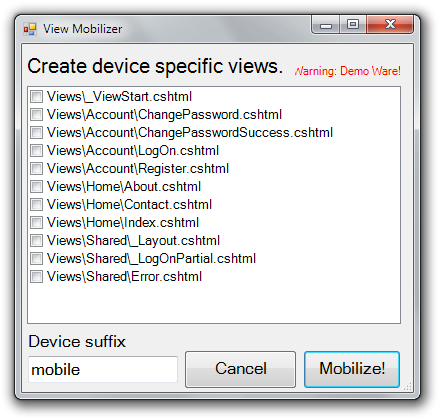 View Mobilizer
Create device specific views.
Warning: Demo Ware!
Views\_ViewStart.cshtml
Views\Account\ChangePassword.cshtml
Views\Account\ChangePasswordSuccess.cshtml
Views\Account\LogOn.cshtml
Views\Account\Register.cshtml
Views\Home\About.cshtml
Views\Home\Contact.cshtml
Views\Home\Index.cshtml
Views\Shared\_Layout.cshtml
Views\Shared\_LogOnPartial.cshtml
Views\Shared\Error.cshtml
Device suffix
mobile
Cancel
Mobilize!